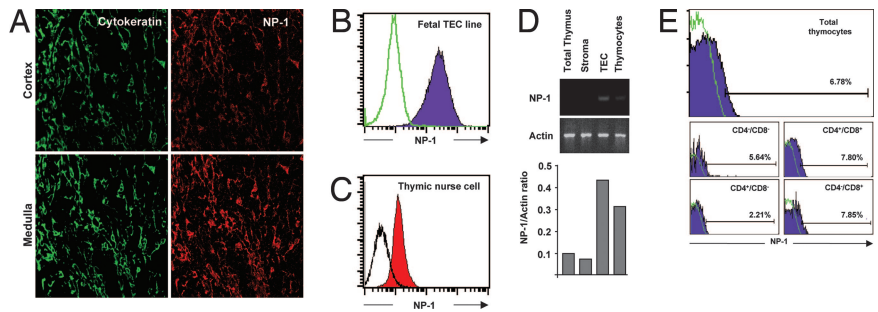 A
Cytokeratin
NP-1
Cortex
Medulla
B
Fetal TEC line
NP-1
C
Thymic nurse cell
NP-1
D
Total Thymus
Stroma
TEC
Thymocytes
NP-1
Actin
NP-1/Actin ratio
0.5
0.4
0.3
0.2
0.1
E
Total
thymocytes
6.78%
CD4⁻/CD8⁻
5.64%
CD4⁺/CD8⁺
7.80%
CD4⁺/CD8⁻
2.21%
CD4⁻/CD8⁺
7.85%
NP-1